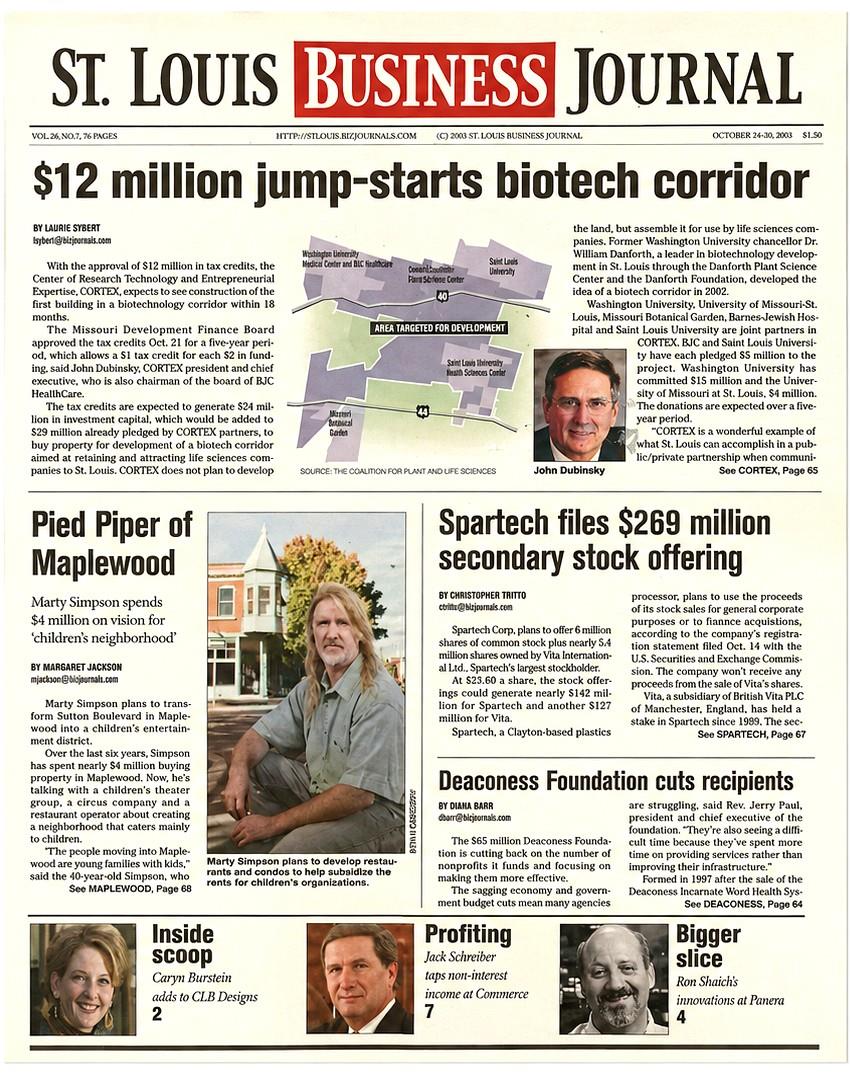 ST. LOUIS BUSINESS JOURNAL
VOL. 26, NO. 7, 76 PAGES
HTTP://STLOUIS.BIZJOURNALS.COM
(C) 2003 ST. LOUIS BUSINESS JOURNAL
OCTOBER 24-30, 2003 $1.50
$12 million jump-starts biotech corridor
BY LAURIE SYBERT
lsybert@bizjournals.com
With the approval of $12 million in tax credits, the
Center of Research Technology and Entrepreneurial
Expertise, CORTEX, expects to see construction of the
first building in a biotechnology corridor within 18
months.
The Missouri Development Finance Board
approved the tax credits Oct. 21 for a five-year peri-
od, which allows a $1 tax credit for each $2 in fund-
ing, said John Dubinsky, CORTEX president and chief
executive, who is also chairman of the board of BJC
HealthCare.
The tax credits are expected to generate $24 mil-
lion in investment capital, which would be added to
$29 million already pledged by CORTEX partners, to
buy property for development of a biotech corridor
aimed at retaining and attracting life sciences com-
panies to St. Louis. CORTEX does not plan to develop
Washington University
Medical Center and BJC Healthcare
Saint Louis
University
40
AREA TARGETED FOR DEVELOPMENT
Saint Louis University
Health Sciences Center
44
Missouri
Botanical
Garden
SOURCE: THE COALITION FOR PLANT AND LIFE SCIENCES
the land, but assemble it for use by life sciences com-
panies. Former Washington University chancellor Dr.
William Danforth, a leader in biotechnology develop-
ment in St. Louis through the Danforth Plant Science
Center and the Danforth Foundation, developed the
idea of a biotech corridor in 2002.
Washington University, University of Missouri-St.
Louis, Missouri Botanical Garden, Barnes-Jewish Hos-
pital and Saint Louis University are joint partners in
CORTEX. BJC and Saint Louis Universi-
ty have each pledged $5 million to the
project. Washington University has
committed $15 million and the Univer-
sity of Missouri at St. Louis, $4 million.
The donations are expected over a five-
year period.
"CORTEX is a wonderful example of
what St. Louis can accomplish in a pub-
lic/private partnership when communi-
See CORTEX, Page 65
John Dubinsky
Pied Piper of
Maplewood
Marty Simpson spends
$4 million on vision for
'children's neighborhood'
BY MARGARET JACKSON
mjackson@bizjournals.com
Marty Simpson plans to trans-
form Sutton Boulevard in Maple-
wood into a children's entertain-
ment district.
Over the last six years, Simpson
has spent nearly $4 million buying
property in Maplewood. Now, he's
talking with a children's theater
group, a circus company and a
restaurant operator about creating
a neighborhood that caters mainly
to children.
"The people moving into Maple-
wood are young families with kids,"
said the 40-year-old Simpson, who
See MAPLEWOOD, Page 68
Marty Simpson plans to develop restau-
rants and condos to help subsidize the
rents for children's organizations.
Spartech files $269 million
secondary stock offering
BY CHRISTOPHER TRITTO
ctritto@bizjournals.com
Spartech Corp, plans to offer 6 million
shares of common stock plus nearly 5.4
million shares owned by Vita Internation-
al Ltd., Spartech's largest stockholder.
At $23.60 a share, the stock offer-
ings could generate nearly $142 mil-
lion for Spartech and another $127
million for Vita.
Spartech, a Clayton-based plastics
processor, plans to use the proceeds
of its stock sales for general corporate
purposes or to fiannce acquistions,
according to the company's registra-
tion statement filed Oct. 14 with the
U.S. Securities and Exchange Commis-
sion. The company won't receive any
proceeds from the sale of Vita's shares.
Vita, a subsidiary of British Vita PLC
of Manchester, England, has held a
stake in Spartech since 1989. The sec-
See SPARTECH, Page 67
Deaconess Foundation cuts recipients
BY DIANA BARR
dbarr@bizjournals.com
The $65 million Deaconess Founda-
tion is cutting back on the number of
nonprofits it funds and focusing on
making them more effective.
The sagging economy and govern-
ment budget cuts mean many agencies
are struggling, said Rev. Jerry Paul,
president and chief executive of the
foundation. "They're also seeing a diffi-
cult time because they've spent more
time on providing services rather than
improving their infrastructure."
Formed in 1997 after the sale of the
Deaconess Incarnate Word Health Sys-
See DEACONESS, Page 64
Inside
scoop
Caryn Burstein
adds to CLB Designs
2
Profiting
Jack Schreiber
taps non-interest
income at Commerce
7
Bigger
slice
Ron Shaich's
innovations at Panera
4